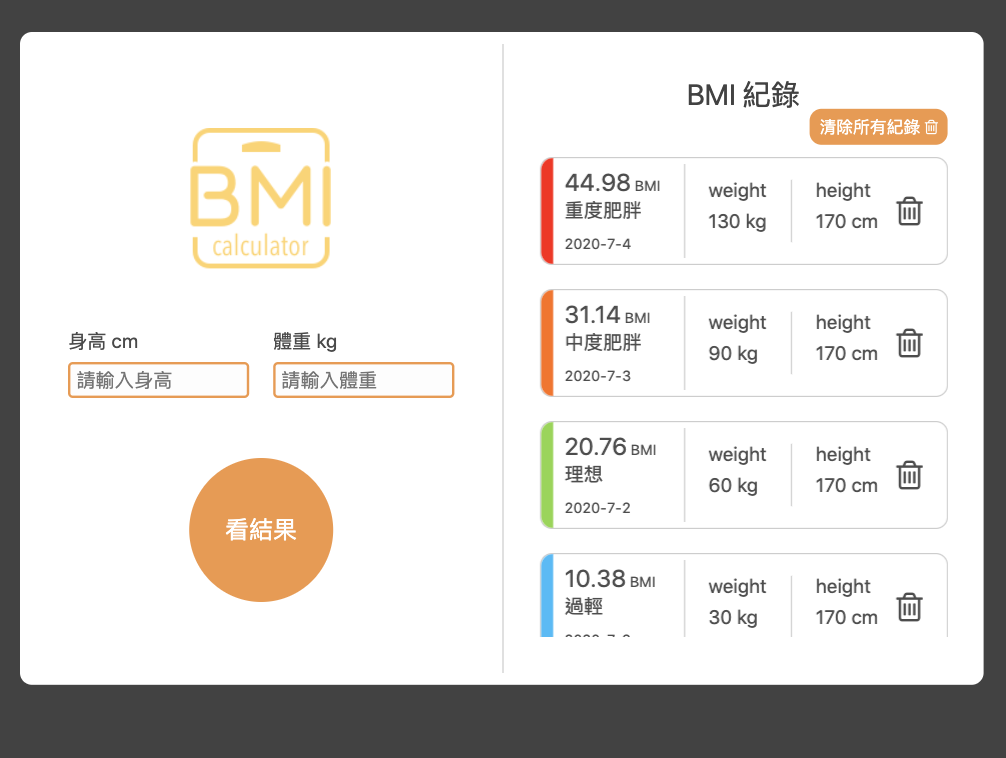 BMI
calculator
身高 cm
體重 kg
請輸入身高
請輸入體重
看結果
BMI 紀錄
清除所有紀錄
44.98 BMI
重度肥胖
2020-7-4
weight
130 kg
height
170 cm
31.14 BMI
中度肥胖
2020-7-3
weight
90 kg
height
170 cm
20.76 BMI
理想
2020-7-2
weight
60 kg
height
170 cm
10.38 BMI
過輕
weight
30 kg
height
170 cm